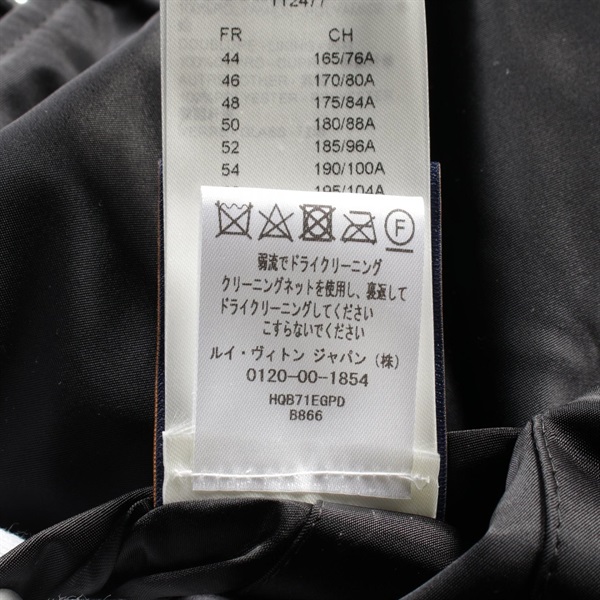 112477
FR CH
44 165/76A
46 170/80A
48 175/84A
50 180/88A
52 185/96A
54 190/100A
195/104A
F
弱流でドライクリーニング
クリーニングネットを使用し、裏返して
ドライクリーニングしてください
こすらないでください
ルイ・ヴィトン ジャパン (株)
0120-00-1854
HQB71EGPD
B866